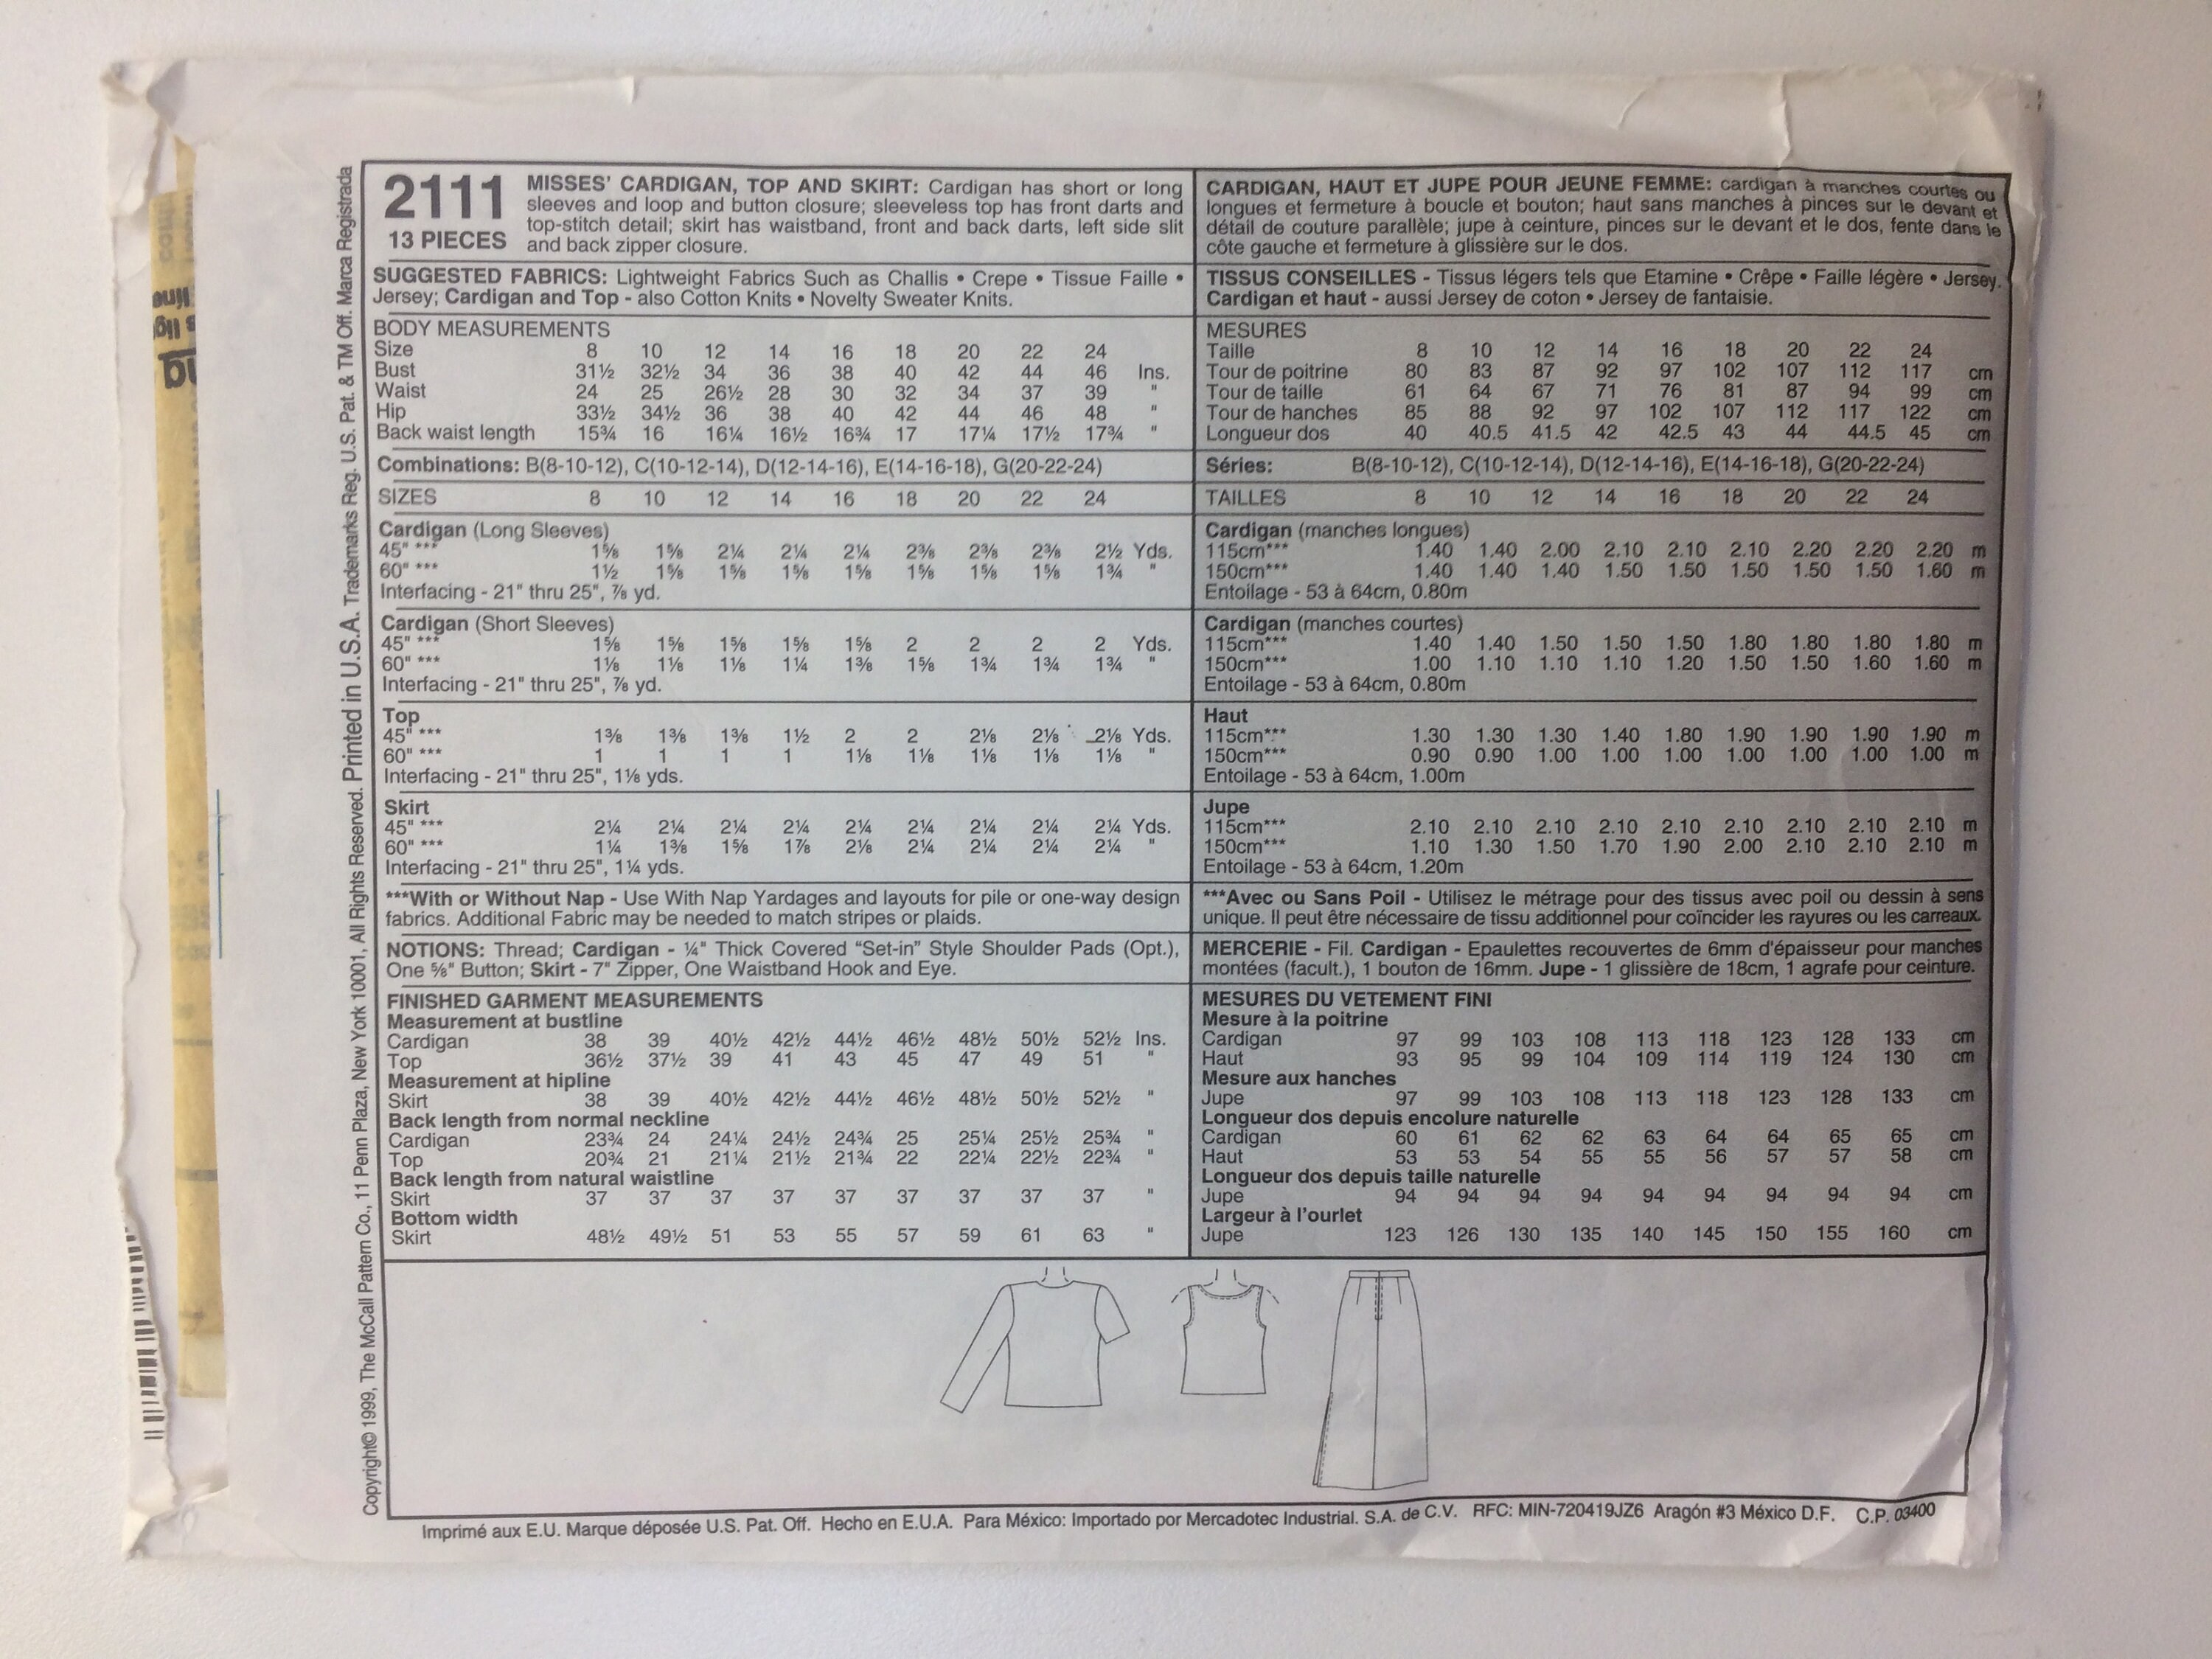 2111
13 PIECES
MISSES' CARDIGAN, TOP AND SKIRT: Cardigan has short or long
sleeves and loop and button closure; sleeveless top has front darts and
top-stitch detail; skirt has waistband, front and back darts, left side slit
and back zipper closure.
SUGGESTED FABRICS: Lightweight Fabrics Such as Challis • Crepe • Tissue Faille •
Jersey; Cardigan and Top - also Cotton Knits • Novelty Sweater Knits.
BODY MEASUREMENTS
Size 8 10 12 14 16 18 20 22 24
Bust 31½ 32½ 34 36 38 40 42 44 46 Ins.
Waist 24 25 26½ 28 30 32 34 37 39 "
Hip 33½ 34½ 36 38 40 42 44 46 48 "
Back waist length 15¾ 16 16¼ 16½ 16¾ 17 17¼ 17½ 17¾ "
Combinations: B(8-10-12), C(10-12-14), D(12-14-16), E(14-16-18), G(20-22-24)
SIZES 8 10 12 14 16 18 20 22 24
Cardigan (Long Sleeves)
45" *** 1⅝ 1⅝ 2¼ 2¼ 2¼ 2⅜ 2⅜ 2⅜ 2½ Yds.
60" *** 1½ 1⅝ 1⅝ 1⅝ 1⅝ 1⅝ 1⅝ 1⅝ 1¾ "
Interfacing - 21" thru 25", ⅞ yd.
Cardigan (Short Sleeves)
45" *** 1⅝ 1⅝ 1⅝ 1⅝ 1⅝ 2 2 2 2 Yds.
60" *** 1⅛ 1⅛ 1⅛ 1¼ 1⅜ 1⅝ 1¾ 1¾ 1¾ "
Interfacing - 21" thru 25", ⅞ yd.
Top
45" *** 1⅜ 1⅜ 1⅜ 1½ 2 2 2⅛ 2⅛ 2⅛ Yds.
60" *** 1 1 1 1 1⅛ 1⅛ 1⅛ 1⅛ 1⅛ "
Interfacing - 21" thru 25", 1⅛ yds.
Skirt
45" *** 2¼ 2¼ 2¼ 2¼ 2¼ 2¼ 2¼ 2¼ 2¼ Yds.
60" *** 1¼ 1⅜ 1⅝ 1⅞ 2⅛ 2¼ 2¼ 2¼ 2¼ "
Interfacing - 21" thru 25", 1¼ yds.
***With or Without Nap - Use With Nap Yardages and layouts for pile or one-way design
fabrics. Additional Fabric may be needed to match stripes or plaids.
NOTIONS: Thread; Cardigan - ¼" Thick Covered “Set-in” Style Shoulder Pads (Opt.),
One ⅝" Button; Skirt - 7" Zipper, One Waistband Hook and Eye.
FINISHED GARMENT MEASUREMENTS
Measurement at bustline
Cardigan 38 39 40½ 42½ 44½ 46½ 48½ 50½ 52½ Ins.
Top 36½ 37½ 39 41 43 45 47 49 51 "
Measurement at hipline
Skirt 38 39 40½ 42½ 44½ 46½ 48½ 50½ 52½ "
Back length from normal neckline
Cardigan 23¾ 24 24¼ 24½ 24¾ 25 25¼ 25½ 25¾ "
Top 20¾ 21 21¼ 21½ 21¾ 22 22¼ 22½ 22¾ "
Back length from natural waistline
Skirt 37 37 37 37 37 37 37 37 37 "
Bottom width
Skirt 48½ 49½ 51 53 55 57 59 61 63 "
CARDIGAN, HAUT ET JUPE POUR JEUNE FEMME: cardigan à manches courtes ou
longues et fermeture à boucle et bouton; haut sans manches à pinces sur le devant et
détail de couture parallèle; jupe à ceinture, pinces sur le devant et le dos, fente dans le
côte gauche et fermeture à glissière sur le dos.
TISSUS CONSEILLES - Tissus légers tels que Etamine • Crêpe • Faille légère • Jersey.
Cardigan et haut - aussi Jersey de coton • Jersey de fantaisie.
MESURES
Taille 8 10 12 14 16 18 20 22 24
Tour de poitrine 80 83 87 92 97 102 107 112 117 cm
Tour de taille 61 64 67 71 76 81 87 94 99 cm
Tour de hanches 85 88 92 97 102 107 112 117 122 cm
Longueur dos 40 40.5 41.5 42 42.5 43 44 44.5 45 cm
Séries: B(8-10-12), C(10-12-14), D(12-14-16), E(14-16-18), G(20-22-24)
TAILLES 8 10 12 14 16 18 20 22 24
Cardigan (manches longues)
115cm*** 1.40 1.40 2.00 2.10 2.10 2.10 2.20 2.20 2.20 m
150cm*** 1.40 1.40 1.40 1.50 1.50 1.50 1.50 1.50 1.60 m
Entoilage - 53 à 64cm, 0.80m
Cardigan (manches courtes)
115cm*** 1.40 1.40 1.50 1.50 1.50 1.80 1.80 1.80 1.80 m
150cm*** 1.00 1.10 1.10 1.10 1.20 1.50 1.50 1.60 1.60 m
Entoilage - 53 à 64cm, 0.80m
Haut
115cm*** 1.30 1.30 1.30 1.40 1.80 1.90 1.90 1.90 1.90 m
150cm*** 0.90 0.90 1.00 1.00 1.00 1.00 1.00 1.00 1.00 m
Entoilage - 53 à 64cm, 1.00m
Jupe
115cm*** 2.10 2.10 2.10 2.10 2.10 2.10 2.10 2.10 2.10 m
150cm*** 1.10 1.30 1.50 1.70 1.90 2.00 2.10 2.10 2.10 m
Entoilage - 53 à 64cm, 1.20m
***Avec ou Sans Poil - Utilisez le métrage pour des tissus avec poil ou dessin à sens
unique. Il peut être nécessaire de tissu additionnel pour coïncider les rayures ou les carreaux.
MERCERIE - Fil. Cardigan - Epaulettes recouvertes de 6mm d'épaisseur pour manches
montées (facult.), 1 bouton de 16mm. Jupe - 1 glissière de 18cm, 1 agrafe pour ceinture.
MESURES DU VETEMENT FINI
Mesure à la poitrine
Cardigan 97 99 103 108 113 118 123 128 133 cm
Haut 93 95 99 104 109 114 119 124 130 cm
Mesure aux hanches
Jupe 97 99 103 108 113 118 123 128 133 cm
Longueur dos depuis encolure naturelle
Cardigan 60 61 62 62 63 64 64 65 65 cm
Haut 53 53 54 55 55 56 57 57 58 cm
Longueur dos depuis taille naturelle
Jupe 94 94 94 94 94 94 94 94 94 cm
Largeur à l'ourlet
Jupe 123 126 130 135 140 145 150 155 160 cm
Copyright© 1999, The McCall Pattern Co., 11 Penn Plaza, New York 10001, All Rights Reserved. Printed in U.S.A. Trademarks Reg. U.S. Pat. & TM Off. Marca Registrada
Imprimé aux E.U. Marque déposée U.S. Pat. Off. Hecho en E.U.A. Para México: Importado por Mercadotec Industrial. S.A. de C.V. RFC: MIN-720419JZ6 Aragón #3 México D.F. C.P. 03400